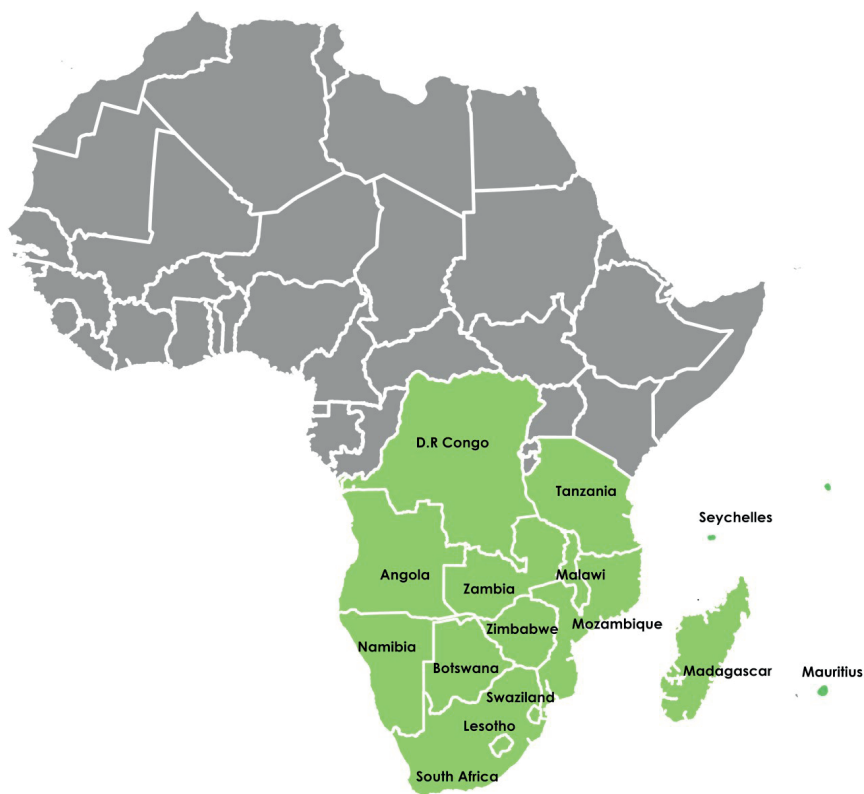 D.R Congo
Tanzania
Seychelles
Angola
Zambia
Malawi
Mozambique
Zimbabwe
Namibia
Botswana
Madagascar
Mauritius
Swaziland
Lesotho
South Africa